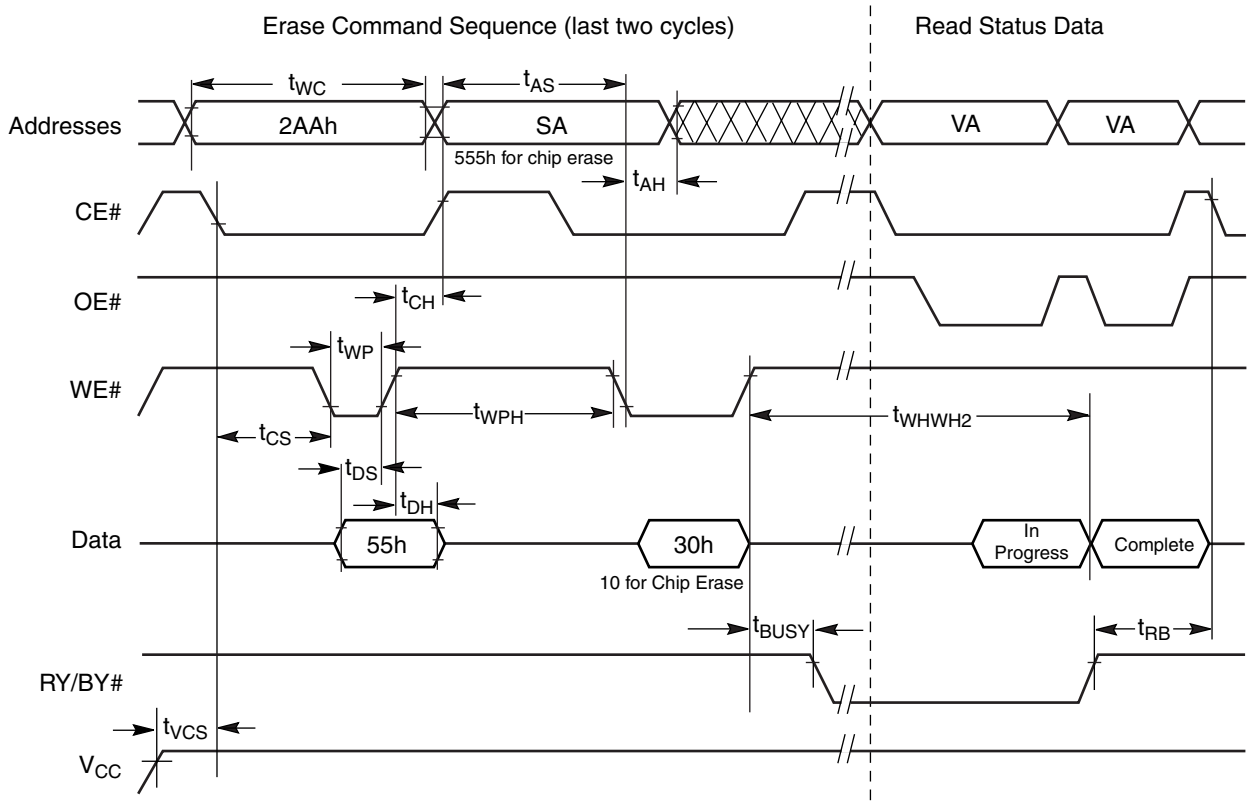 Erase Command Sequence (last two cycles)
Read Status Data
tWC
tAS
Addresses
2AAh
SA
VA
VA
555h for chip erase
tAH
CE#
OE#
tCH
tWP
WE#
tWPH
tWHWH2
tCS
tDS
tDH
Data
55h
30h
In
Progress
Complete
10 for Chip Erase
tBUSY
tRB
RY/BY#
tVCS
VCC